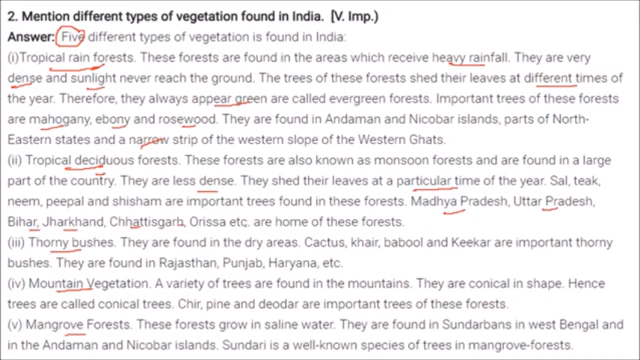 2. Mention different types of vegetation found in India. [V. Imp.]
Answer: Five different types of vegetation is found in India:
(i)Tropical rain forests. These forests are found in the areas which receive heavy rainfall. They are very
dense and sunlight never reach the ground. The trees of these forests shed their leaves at different times of
the year. Therefore, they always appear green are called evergreen forests. Important trees of these forests
are mahogany, ebony and rosewood. They are found in Andaman and Nicobar islands, parts of North-
Eastern states and a narrow strip of the western slope of the Western Ghats.
(ii) Tropical deciduous forests. These forests are also known as monsoon forests and are found in a large
part of the country. They are less dense. They shed their leaves at a particular time of the year. Sal, teak,
neem, peepal and shisham are important trees found in these forests. Madhya Pradesh, Uttar Pradesh,
Bihar, Jharkhand, Chhattisgarh, Orissa etc. are home of these forests.
(iii) Thorny bushes. They are found in the dry areas. Cactus, khair, babool and Keekar are important thorny
bushes. They are found in Rajasthan, Punjab, Haryana, etc.
(iv) Mountain Vegetation. A variety of trees are found in the mountains. They are conical in shape. Hence
trees are called conical trees. Chir, pine and deodar are important trees of these forests.
(v) Mangrove Forests. These forests grow in saline water. They are found in Sundarbans in west Bengal and
in the Andaman and Nicobar islands. Sundari is a well-known species of trees in mangrove-forests.